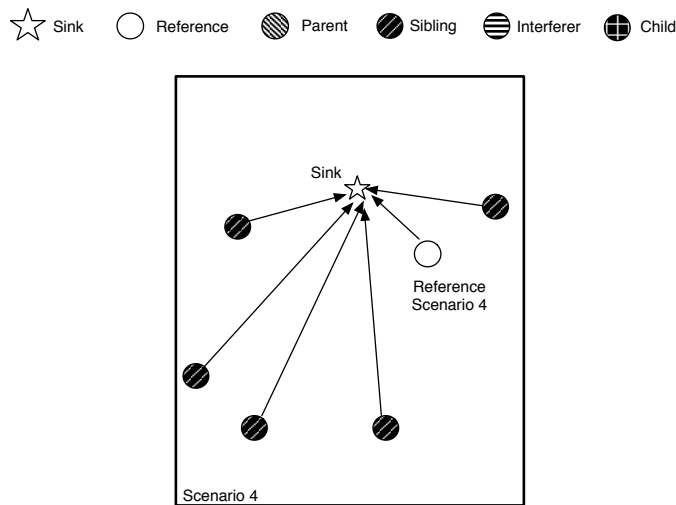 Sink Reference Parent Sibling Interferer Child
Sink
Reference
Scenario 4
Scenario 4